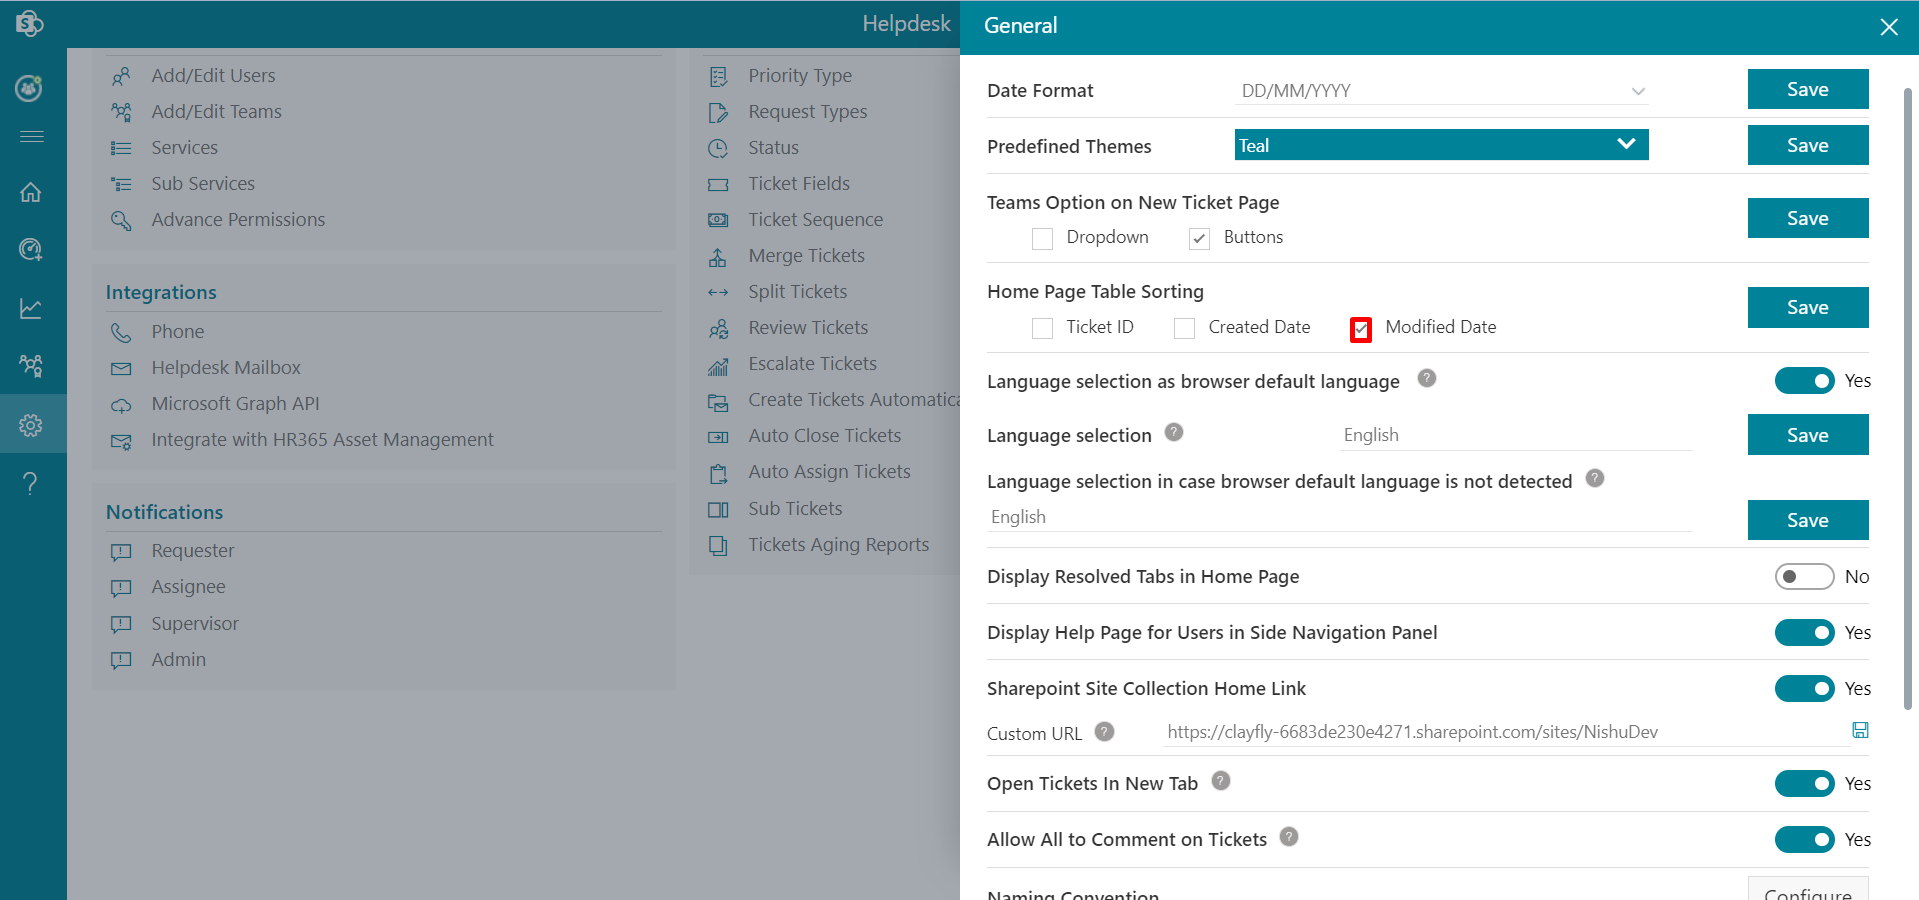 S
Helpdesk
General
Add/Edit Users
Add/Edit Teams
Services
Sub Services
Advance Permissions
Integrations
Phone
Helpdesk Mailbox
Microsoft Graph API
Integrate with HR365 Asset Management
Notifications
Requester
Assignee
Supervisor
Admin
Priority Type
Request Types
Status
Ticket Fields
Ticket Sequence
Merge Tickets
Split Tickets
Review Tickets
Escalate Tickets
Create Tickets Automatica
Auto Close Tickets
Auto Assign Tickets
Sub Tickets
Tickets Aging Reports
Date Format DD/MM/YYYY Save
Predefined Themes Teal Save
Teams Option on New Ticket Page Save
Dropdown Buttons
Home Page Table Sorting Save
Ticket ID Created Date Modified Date
Language selection as browser default language ? Yes
Language selection ? English Save
Language selection in case browser default language is not detected ?
English Save
Display Resolved Tabs in Home Page No
Display Help Page for Users in Side Navigation Panel Yes
Sharepoint Site Collection Home Link Yes
Custom URL ? https://clayfly-6683de230e4271.sharepoint.com/sites/NishuDev
Open Tickets In New Tab ? Yes
Allow All to Comment on Tickets ? Yes
Naming Convention Configure